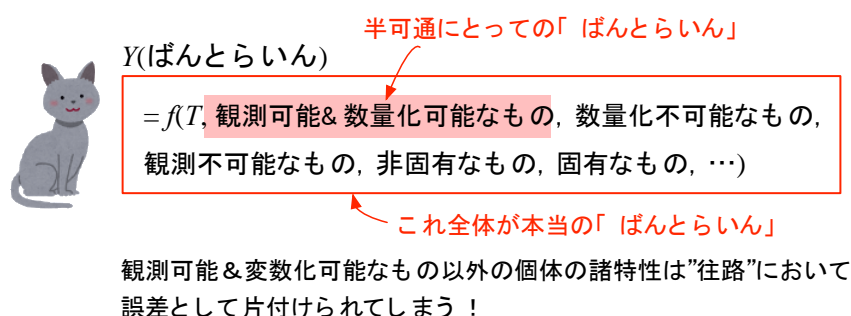 半可通にとっての「ばんとらいん」
Y(ばんとらいん)
= f(T, 観測可能&数量化可能なもの, 数量化不可能なもの,
観測不可能なもの, 非固有なもの, 固有なもの, …)
これ全体が本当の「ばんとらいん」
観測可能&変数化可能なもの以外の個体の諸特性は”往路”において
誤差として片付けられてしまう!